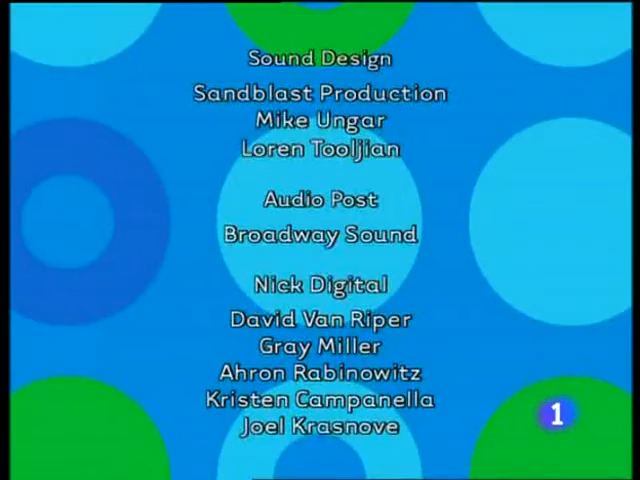 Sound Design
Sandblast Production
Mike Ungar
Loren Tooljian
Audio Post
Broadway Sound
Nick Digital
David Van Riper
Gray Miller
Ahron Rabinowitz
Kristen Campanella
Joel Krasnove
1